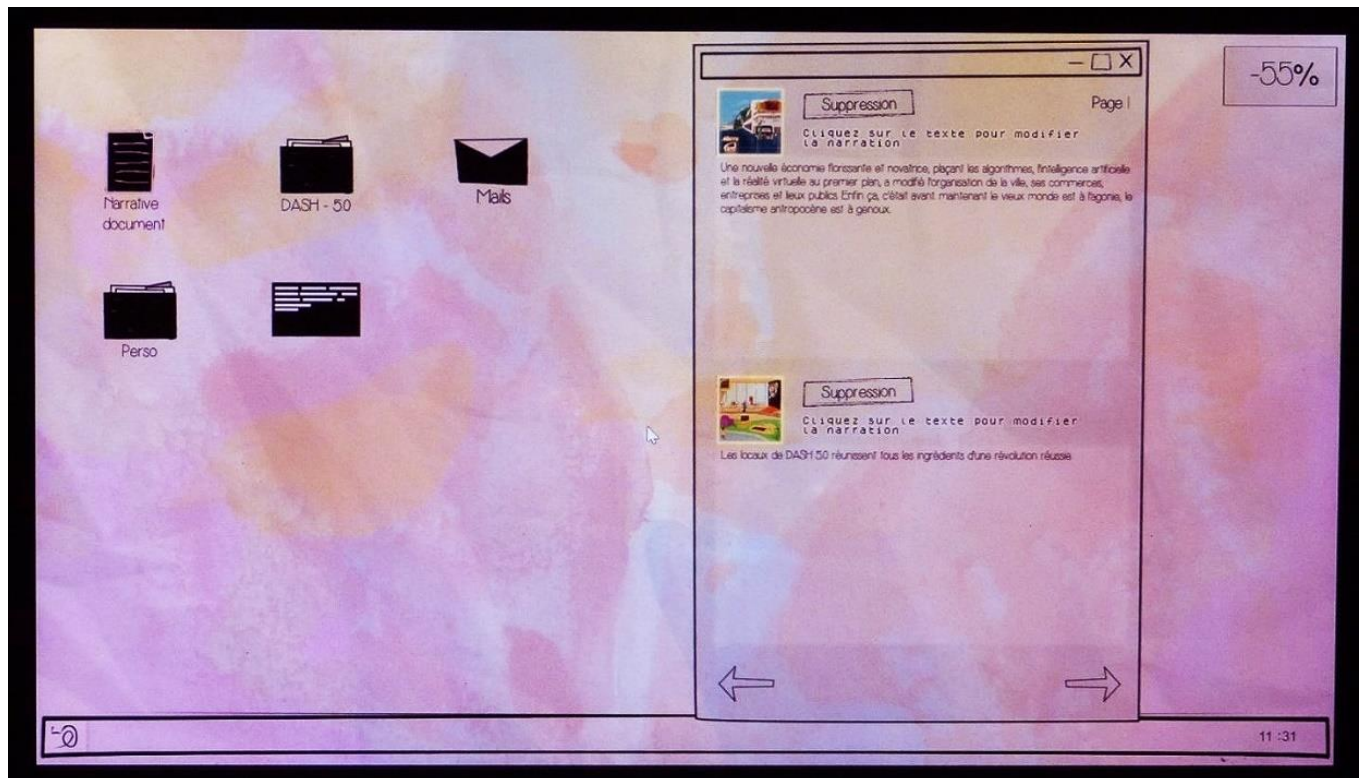 -55%
Narrative
document
DASH - 5.0
Mails
Perso
Suppression
Page 1
Cliquez sur le texte pour modifier
la narration
Une nouvelle économie florissante et novatrice, plaçant les algorithmes, l'intelligence artificielle
et la réalité virtuelle au premier plan, a modifié l'organisation de la ville, ses commerces,
entreprises et lieux publics. Enfin ça, c'était avant maintenant le vieux monde est à l'agonie, le
capitalisme antropocène est à genoux.
Suppression
Cliquez sur le texte pour modifier
la narration
Les locaux de DASH 5.0 réunissent tous les ingrédients d'une révolution réussie.
11 :31